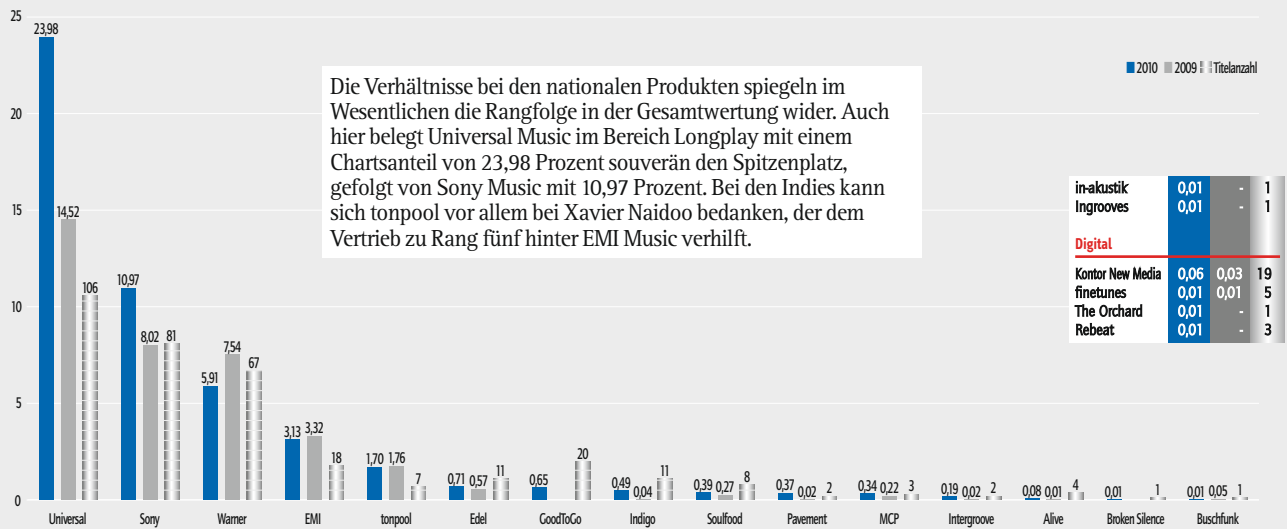 25
20
15
10
5
0
2010 2009 Titelanzahl
Die Verhältnisse bei den nationalen Produkten spiegeln im
Wesentlichen die Rangfolge in der Gesamtwertung wider. Auch
hier belegt Universal Music im Bereich Longplay mit einem
Chartsanteil von 23,98 Prozent souverän den Spitzenplatz,
gefolgt von Sony Music mit 10,97 Prozent. Bei den Indies kann
sich tonpool vor allem bei Xavier Naidoo bedanken, der dem
Vertrieb zu Rang fünf hinter EMI Music verhilft.
in-akustik 0,01 - 1
Ingrooves 0,01 - 1
Digital
Kontor New Media 0,06 0,03 19
finetunes 0,01 0,01 5
The Orchard 0,01 - 1
Rebeat 0,01 - 3
23,98 14,52 106
10,97 8,02 81
5,91 7,54 67
3,13 3,32 18
1,70 1,76 7
0,71 0,57 11
0,65 20
0,49 0,04 11
0,39 0,27 8
0,37 0,02 2
0,34 0,22 3
0,19 0,02 2
0,08 0,01 4
0,01 1
0,01 0,05 1
Universal Sony Warner EMI tonpool Edel GoodToGo Indigo Soulfood Pavement MCP Intergroove Alive Broken Silence Buschfunk